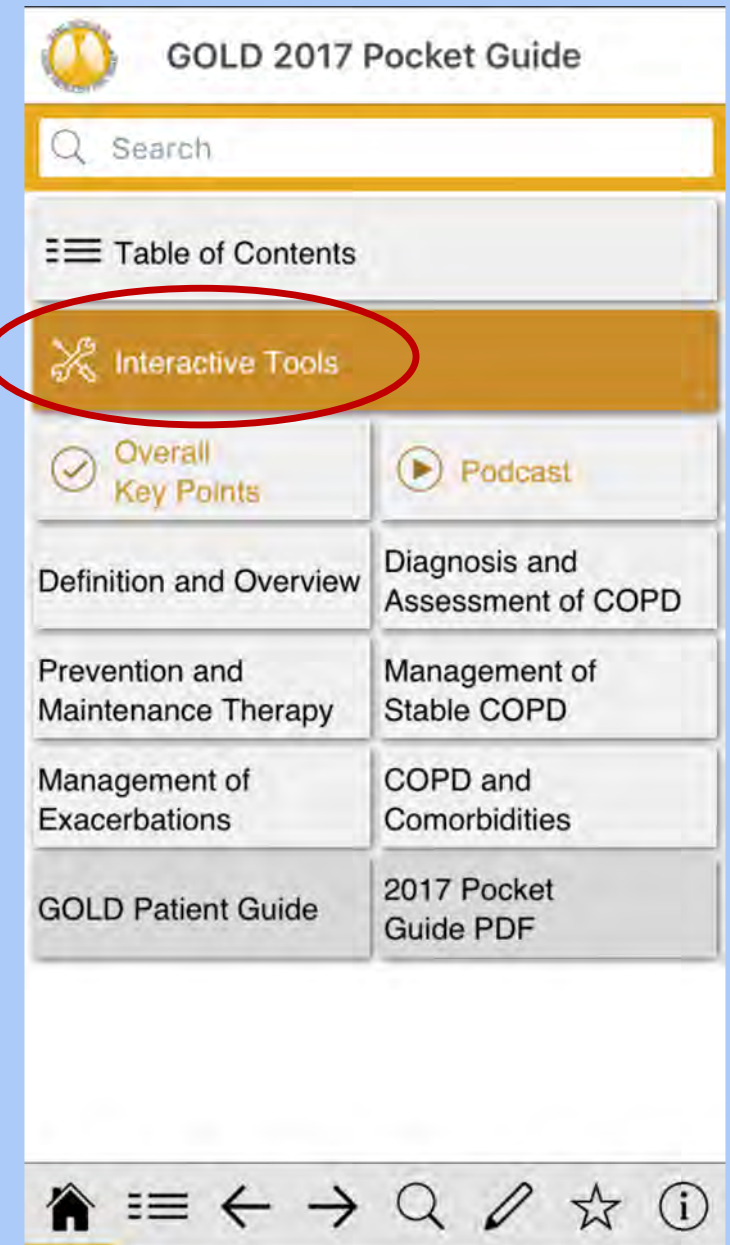 GOLD 2017 Pocket Guide
Search
Table of Contents
Interactive Tools
Overall
Key Points
Podcast
Definition and Overview
Diagnosis and
Assessment of COPD
Prevention and
Maintenance Therapy
Management of
Stable COPD
Management of
Exacerbations
COPD and
Comorbidities
GOLD Patient Guide
2017 Pocket
Guide PDF